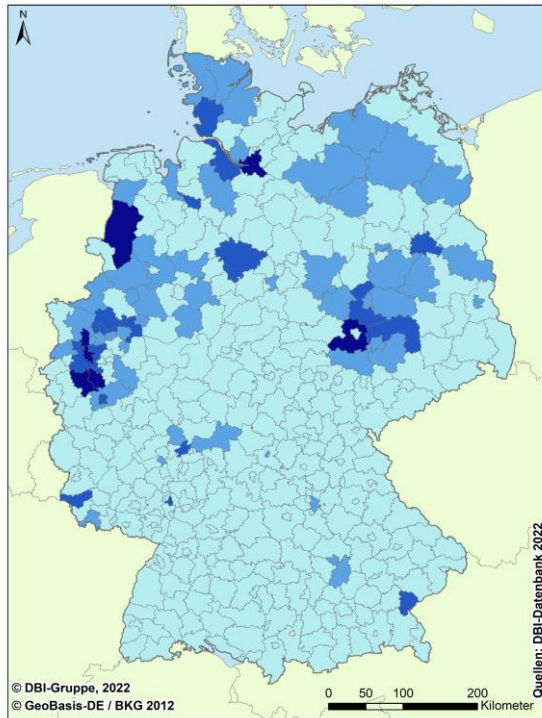 N
Quellen: DBI-Datenbank 2022
© DBI-Gruppe, 2022
© GeoBasis-DE / BKG 2012
0 50 100 200
Kilometer